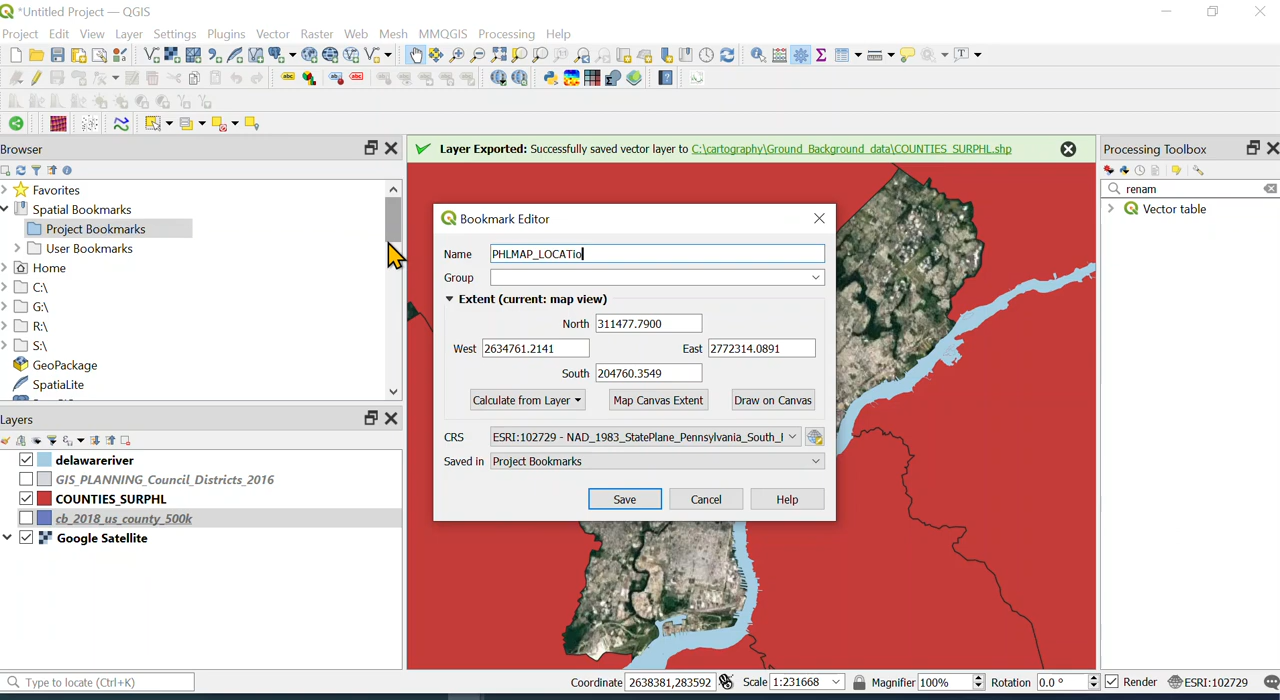 *Untitled Project — QGIS
Project Edit View Layer Settings Plugins Vector Raster Web Mesh MMQGIS Processing Help
Browser
Layer Exported: Successfully saved vector layer to C:\cartography\Ground_Background_data\COUNTIES_SURPHL.shp
Processing Toolbox
Favorites
Spatial Bookmarks
Project Bookmarks
User Bookmarks
Home
C:\
G:\
R:\
S:\
GeoPackage
SpatiaLite
renam
Vector table
Bookmark Editor
Name PHLMAP_LOCATio
Group
Extent (current: map view)
North 311477.7900
West 2634761.2141 East 2772314.0891
South 204760.3549
Calculate from Layer Map Canvas Extent Draw on Canvas
CRS ESRI:102729 - NAD_1983_StatePlane_Pennsylvania_South_F
Saved in Project Bookmarks
Save Cancel Help
Layers
delawareriver
GIS_PLANNING_Council_Districts_2016
COUNTIES_SURPHL
cb_2018_us_county_500k
Google Satellite
Type to locate (Ctrl+K) Coordinate 2638381,283592 Scale 1:231668 Magnifier 100% Rotation 0.0 ° Render ESRI:102729